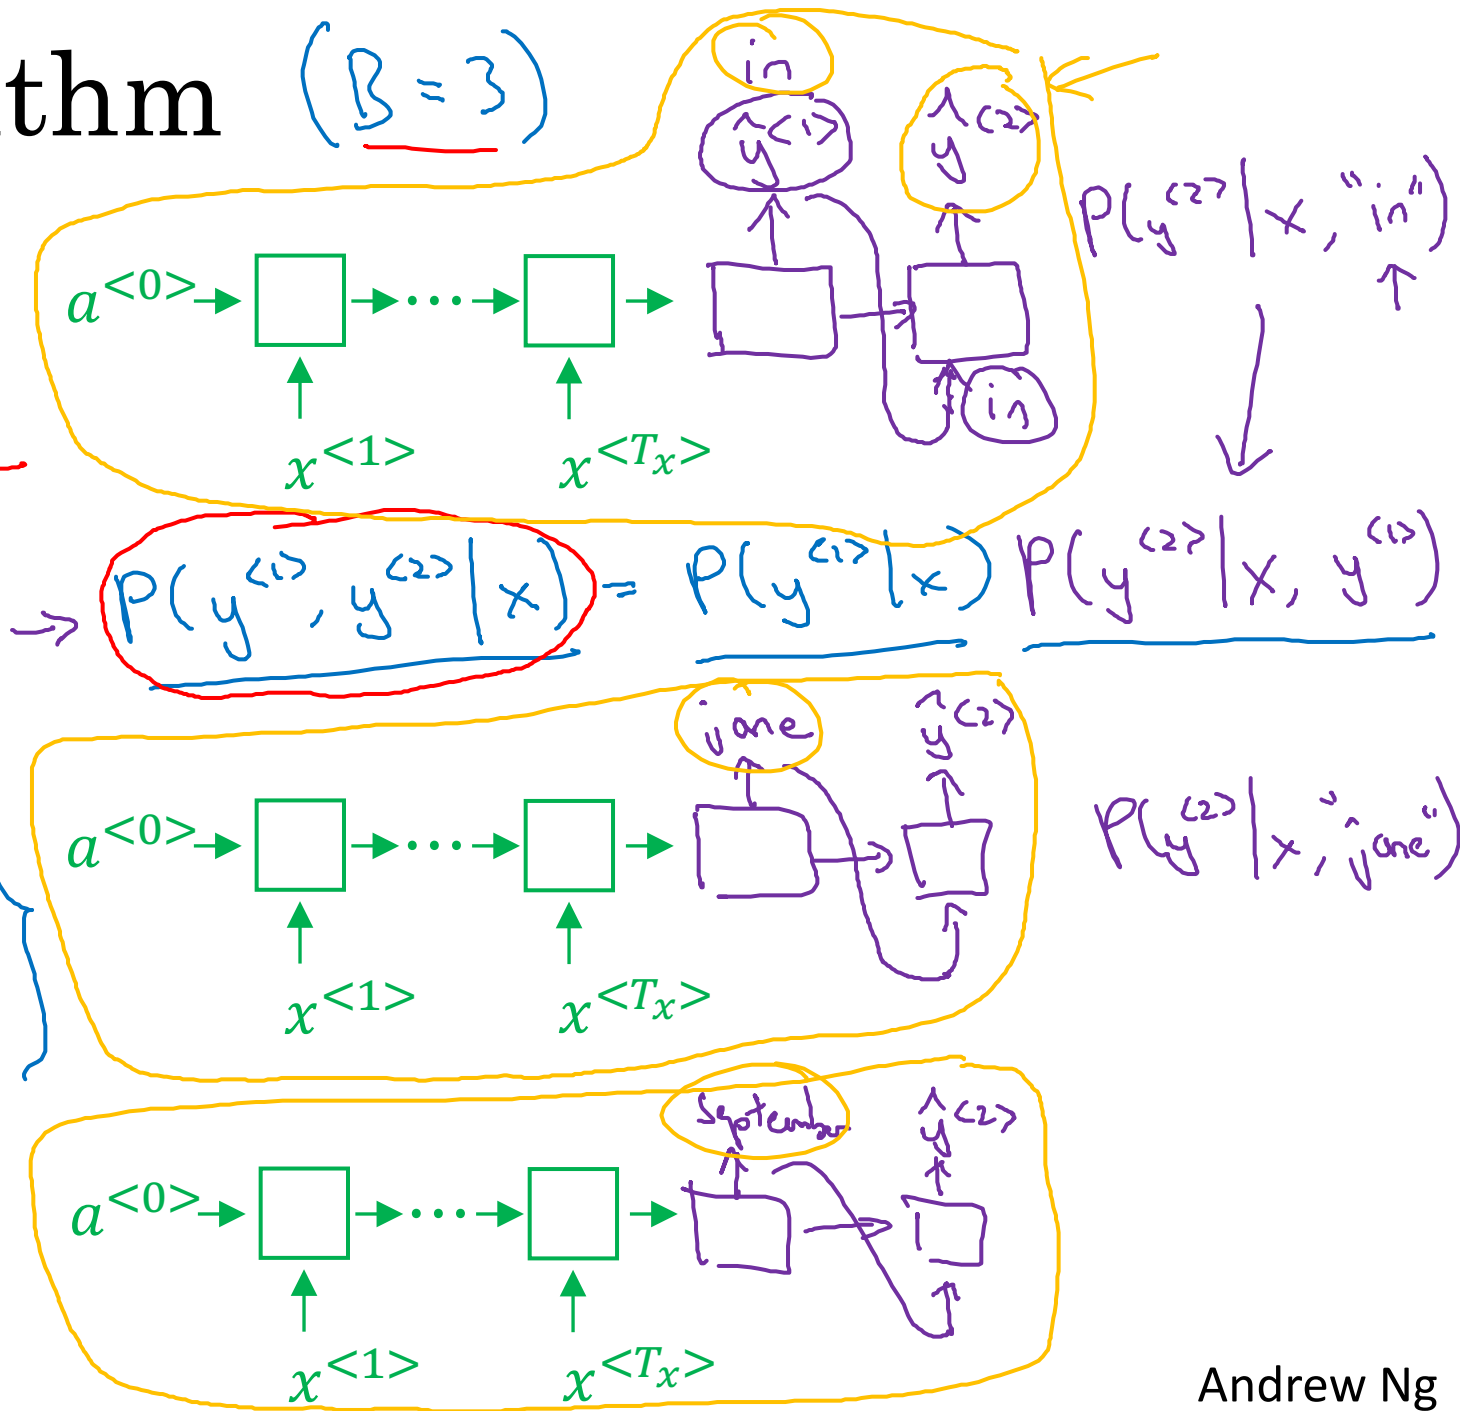 ithm (B = 3)
in
ŷ<1> ŷ<2>
P(y<2> | x, "in")
a<0> ...
in
x<1> x<Tx>
P(y<1>, y<2> | x) = P(y<1> | x) P(y<2> | x, y<1>)
jane ŷ<2>
a<0> ...
P(y<2> | x, "jane")
x<1> x<Tx>
September ŷ<2>
a<0> ...
x<1> x<Tx>
Andrew Ng